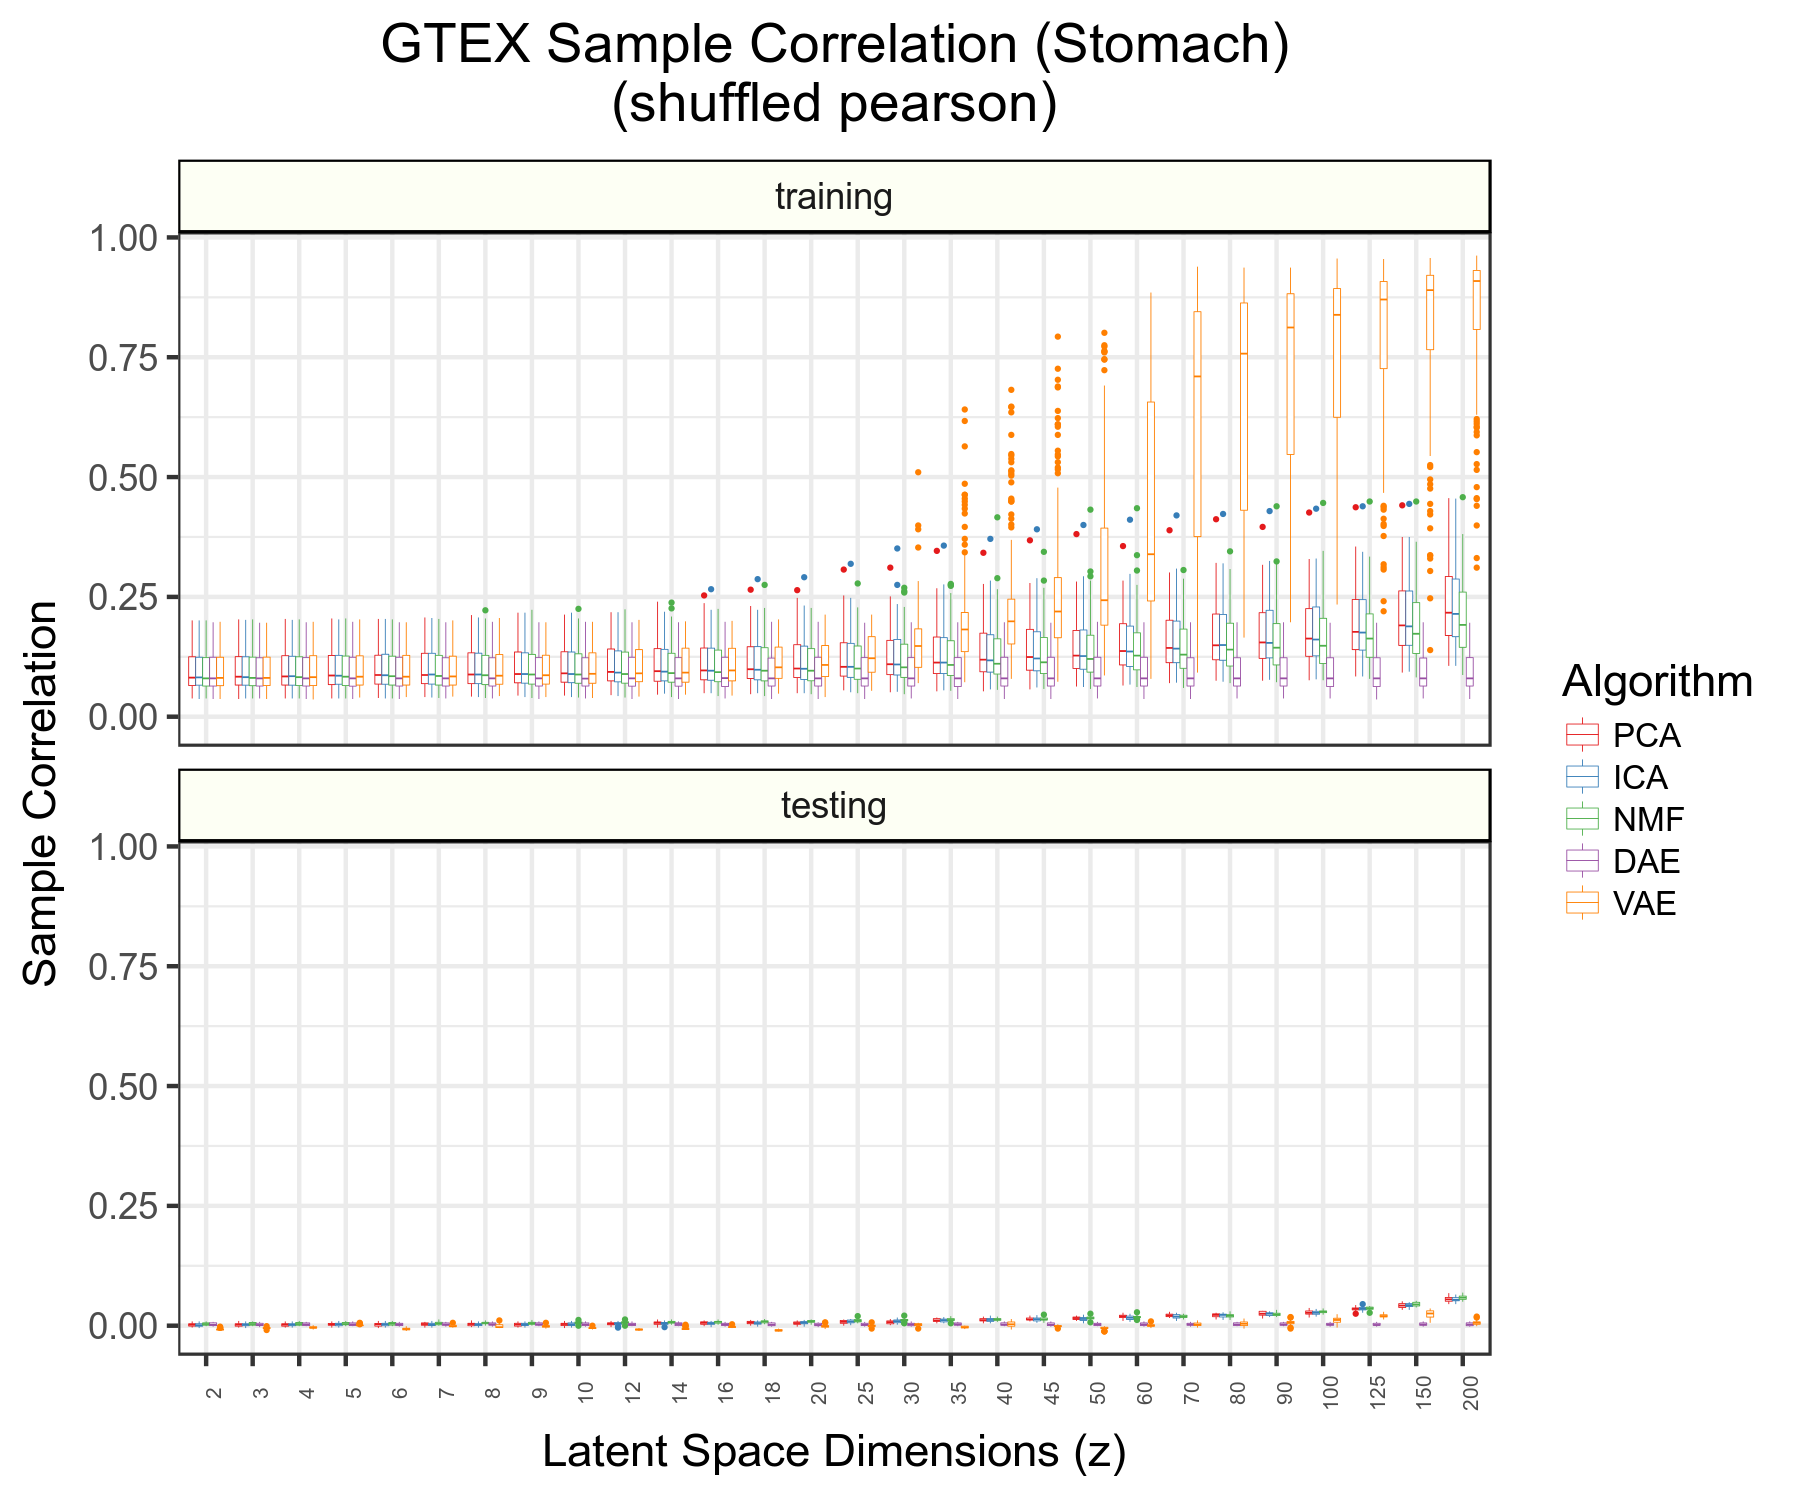 GTEX Sample Correlation (Stomach)
(shuffled pearson)
training
1.00
0.75
0.50
0.25
0.00
testing
1.00
0.75
0.50
0.25
0.00
Sample Correlation
2 3 4 5 6 7 8 9 10 12 14 16 18 20 25 30 35 40 45 50 60 70 80 90 100 125 150 200
Latent Space Dimensions (z)
Algorithm
PCA
ICA
NMF
DAE
VAE